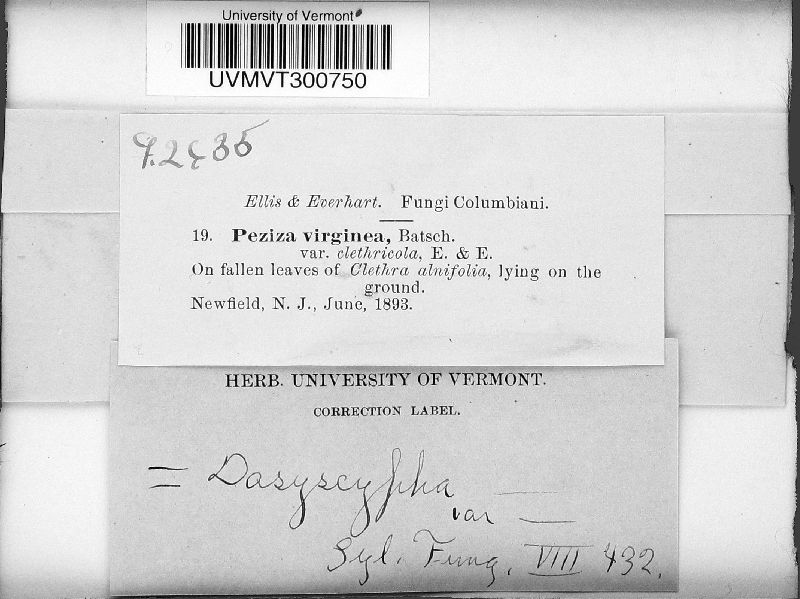 University of Vermont
UVMVT300750
Ellis & Everhart. Fungi Columbiani.
19. Peziza virginea, Batsch.
var. clethricola, E. & E.
On fallen leaves of Clethra alnifolia, lying on the
ground.
Newfield, N. J., June, 1893.
HERB. UNIVERSITY OF VERMONT.
CORRECTION LABEL.
= Dasyscypha —
var —
Syl. Fung. VIII 432.